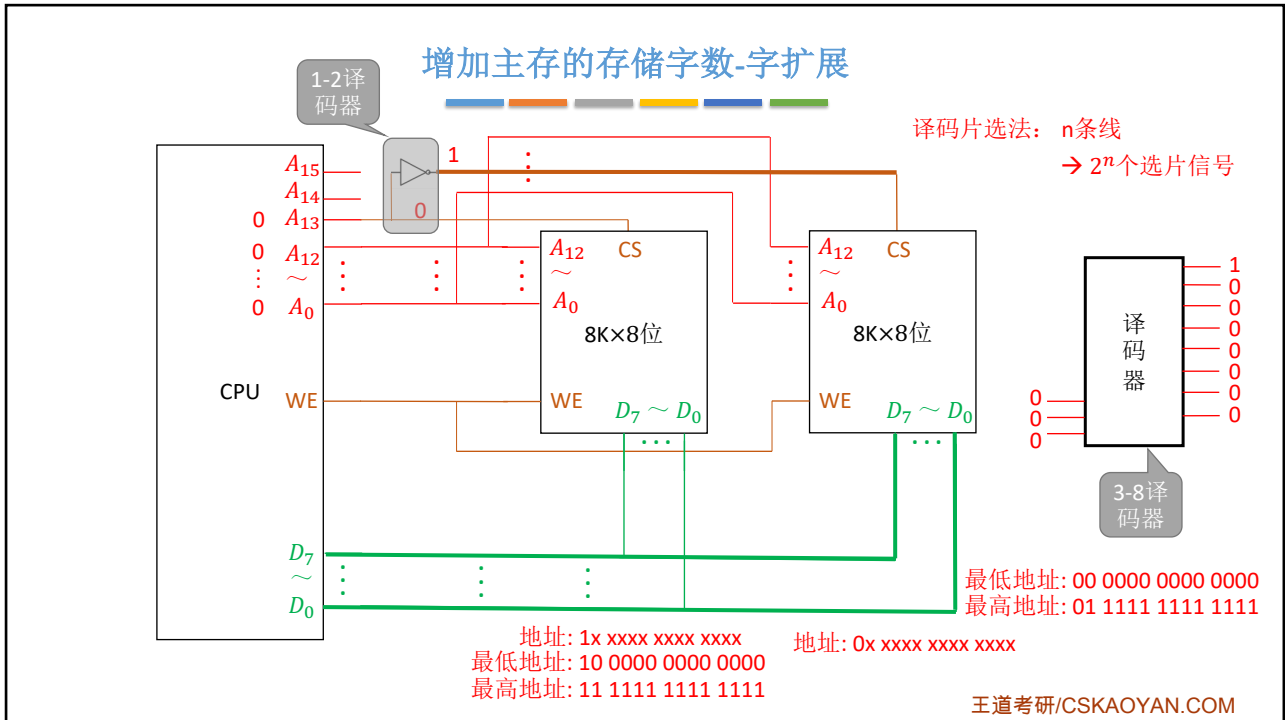 增加主存的存储字数-字扩展
1-2译
码器
译码片选法： n条线
→ 2ⁿ个选片信号
A₁₅
A₁₄
0 A₁₃
0 A₁₂
⋮ ～
0 A₀
CPU
WE
D₇
～
D₀
1
0
CS
A₁₂
～
A₀
8K×8位
WE
D₇ ～ D₀
CS
A₁₂
～
A₀
8K×8位
WE
D₇ ～ D₀
译
码
器
0
0
0
1
0
0
0
0
0
0
0
3-8译
码器
最低地址: 00 0000 0000 0000
最高地址: 01 1111 1111 1111
地址: 1x xxxx xxxx xxxx
最低地址: 10 0000 0000 0000
最高地址: 11 1111 1111 1111
地址: 0x xxxx xxxx xxxx
王道考研/CSKAOYAN.COM